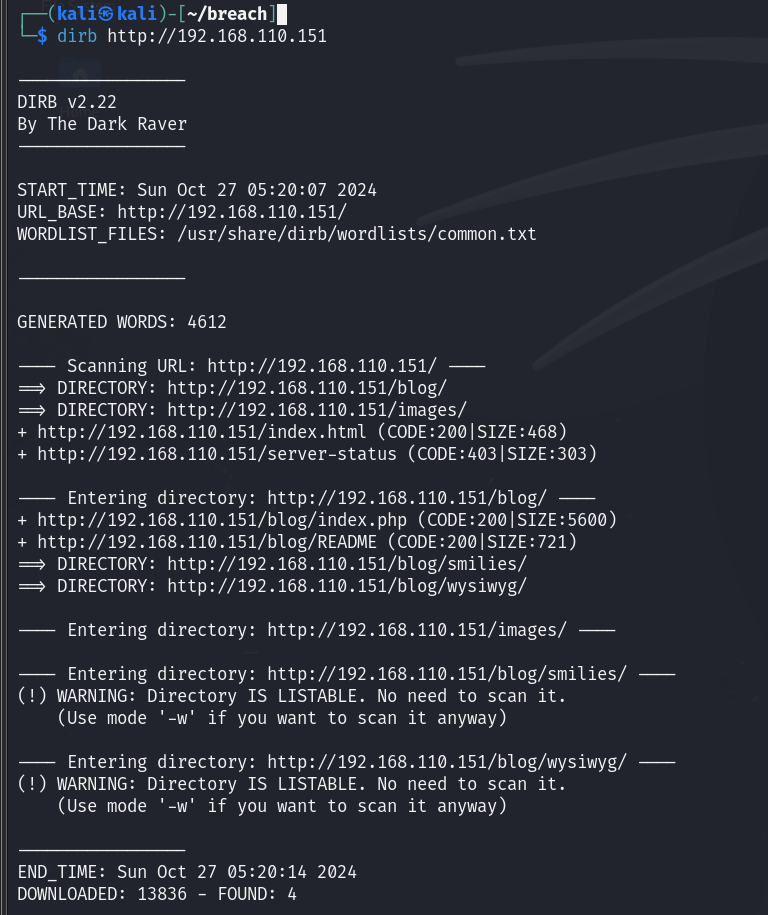 ┌──(kali㉿kali)-[~/breach]
└─$ dirb http://192.168.110.151
-----------------
DIRB v2.22
By The Dark Raver
-----------------
START_TIME: Sun Oct 27 05:20:07 2024
URL_BASE: http://192.168.110.151/
WORDLIST_FILES: /usr/share/dirb/wordlists/common.txt
-----------------
GENERATED WORDS: 4612
---- Scanning URL: http://192.168.110.151/ ----
==> DIRECTORY: http://192.168.110.151/blog/
==> DIRECTORY: http://192.168.110.151/images/
+ http://192.168.110.151/index.html (CODE:200|SIZE:468)
+ http://192.168.110.151/server-status (CODE:403|SIZE:303)
---- Entering directory: http://192.168.110.151/blog/ ----
+ http://192.168.110.151/blog/index.php (CODE:200|SIZE:5600)
+ http://192.168.110.151/blog/README (CODE:200|SIZE:721)
==> DIRECTORY: http://192.168.110.151/blog/smilies/
==> DIRECTORY: http://192.168.110.151/blog/wysiwyg/
---- Entering directory: http://192.168.110.151/images/ ----
---- Entering directory: http://192.168.110.151/blog/smilies/ ----
(!) WARNING: Directory IS LISTABLE. No need to scan it.
(Use mode '-w' if you want to scan it anyway)
---- Entering directory: http://192.168.110.151/blog/wysiwyg/ ----
(!) WARNING: Directory IS LISTABLE. No need to scan it.
(Use mode '-w' if you want to scan it anyway)
-----------------
END_TIME: Sun Oct 27 05:20:14 2024
DOWNLOADED: 13836 - FOUND: 4